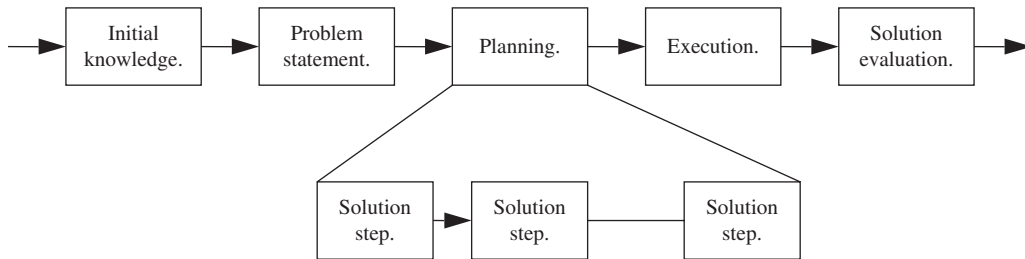 Initial
knowledge.
Problem
statement.
Planning.
Execution.
Solution
evaluation.
Solution
step.
Solution
step.
Solution
step.